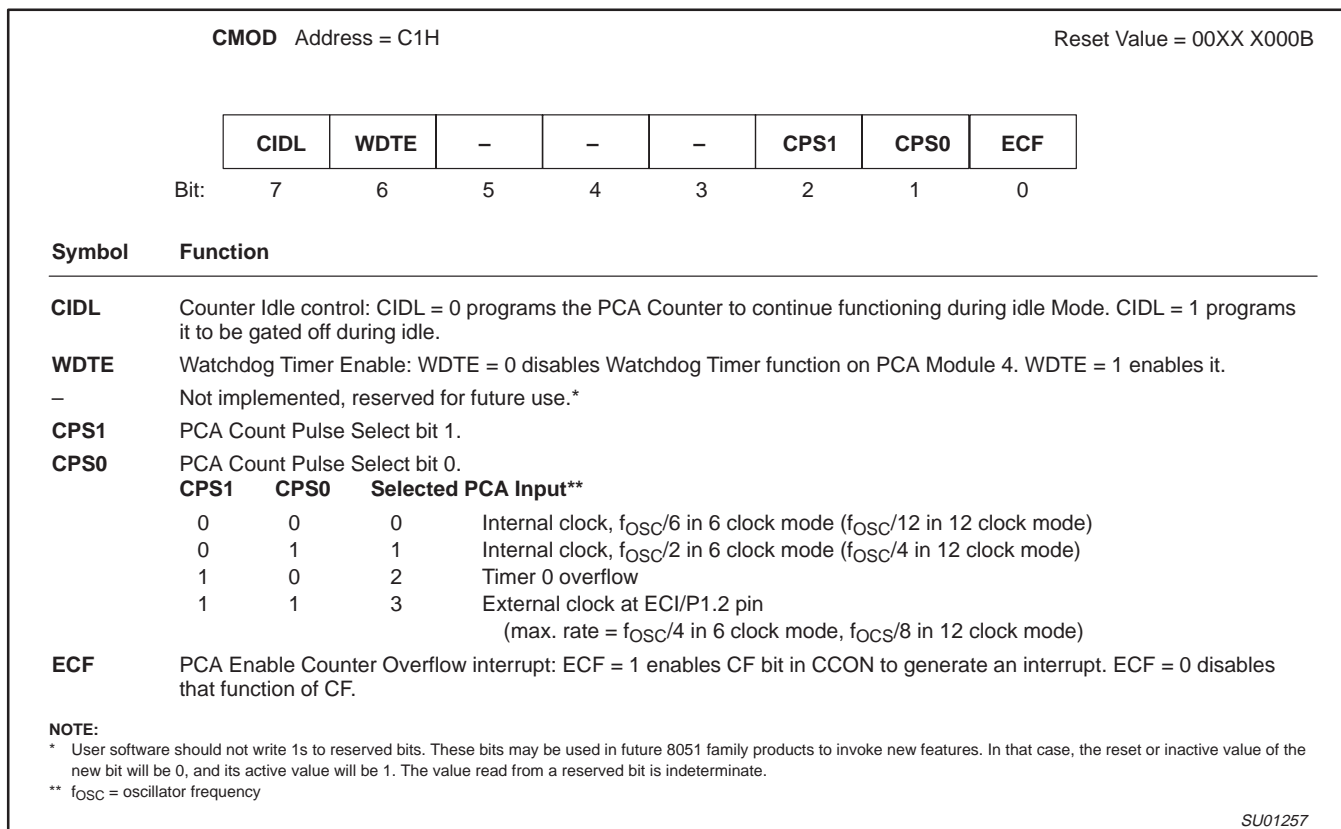 CMOD Address = C1H Reset Value = 00XX X000B
CIDL WDTE – – – CPS1 CPS0 ECF
Bit: 7 6 5 4 3 2 1 0
Symbol Function
CIDL Counter Idle control: CIDL = 0 programs the PCA Counter to continue functioning during idle Mode. CIDL = 1 programs
it to be gated off during idle.
WDTE Watchdog Timer Enable: WDTE = 0 disables Watchdog Timer function on PCA Module 4. WDTE = 1 enables it.
– Not implemented, reserved for future use.*
CPS1 PCA Count Pulse Select bit 1.
CPS0 PCA Count Pulse Select bit 0.
CPS1 CPS0 Selected PCA Input**
0 0 0 Internal clock, fOSC/6 in 6 clock mode (fOSC/12 in 12 clock mode)
0 1 1 Internal clock, fOSC/2 in 6 clock mode (fOSC/4 in 12 clock mode)
1 0 2 Timer 0 overflow
1 1 3 External clock at ECI/P1.2 pin
(max. rate = fOSC/4 in 6 clock mode, fOCS/8 in 12 clock mode)
ECF PCA Enable Counter Overflow interrupt: ECF = 1 enables CF bit in CCON to generate an interrupt. ECF = 0 disables
that function of CF.
NOTE:
* User software should not write 1s to reserved bits. These bits may be used in future 8051 family products to invoke new features. In that case, the reset or inactive value of the
new bit will be 0, and its active value will be 1. The value read from a reserved bit is indeterminate.
** fOSC = oscillator frequency
SU01257